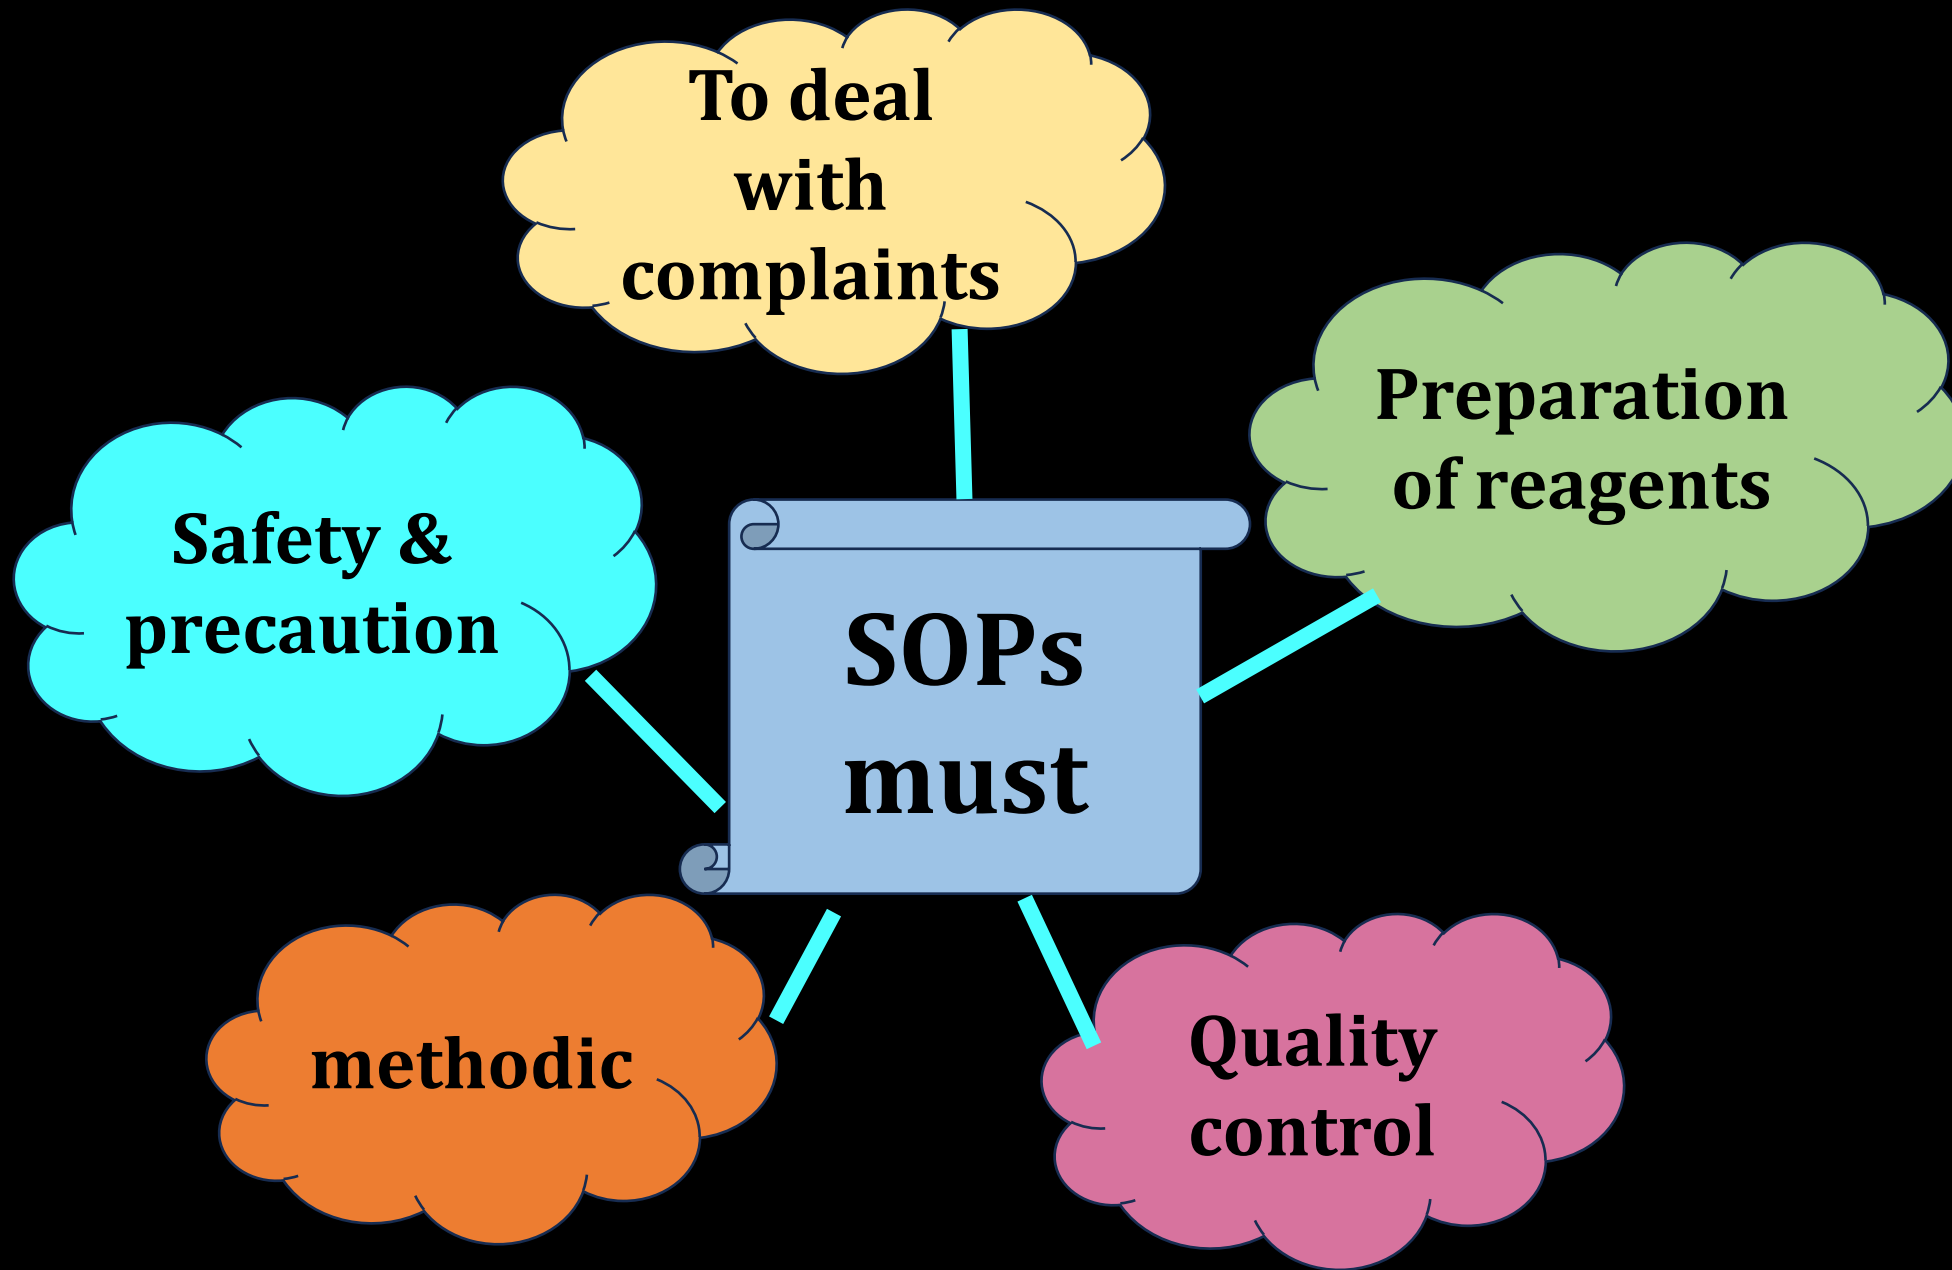 To deal
with
complaints
Preparation
of reagents
Safety &
precaution
SOPs
must
methodic
Quality
control